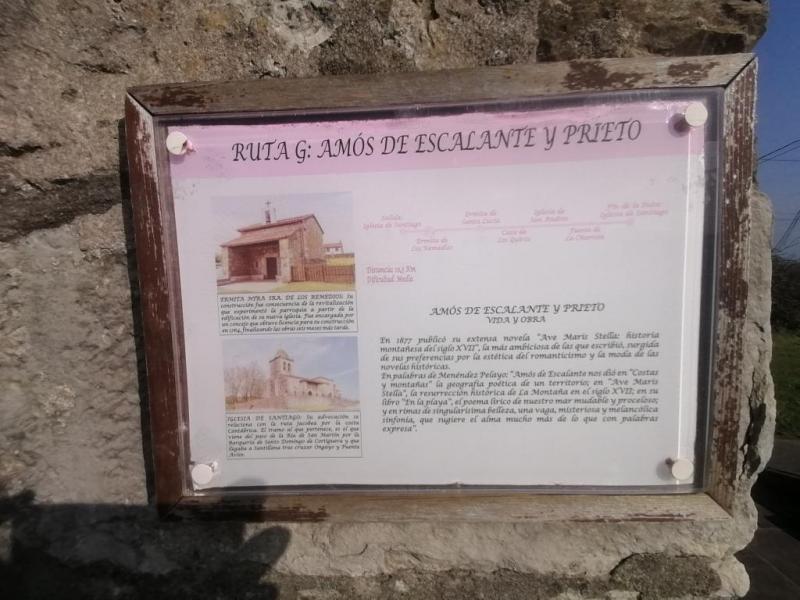 RUTA G: AMÓS DE ESCALANTE Y PRIETO
Salida:
Iglesia de Santiago
Ermita de
Los Remedios
Ermita de
Santa Lucía
Casa de
Los Quirós
Iglesia de
San Andrés
Fuente de
Fin de la Ruta:
Iglesia de Santiago
Distancia:
Dificultad: Media
ERMITA NTRA SRA. DE LOS REMEDIOS: Su
construcción fue consecuencia de la revitalización
que experimentó la parroquia a partir de la
edificación de su nueva iglesia. Fue encargada por
un concejo que obtuvo licencia para su construcción
en 1764, finalizando las obras seis meses más tarde.
IGLESIA DE SANTIAGO: Su advocación se
relaciona con la ruta jacobea por la costa
Cantábrica. El tramo al que pertenece, es el que
viene del paso de la Ría de San Martín por la
Barquería de Santo Domingo de Cortiguera y que
llegaba a Santillana tras cruzar Ongayo y Puente
Avíos.
AMÓS DE ESCALANTE Y PRIETO
VIDA Y OBRA
En 1877 publicó su extensa novela "Ave Maris Stella: historia
montañesa del siglo XVII", la más ambiciosa de las que escribió, surgida
de sus preferencias por la estética del romanticismo y la moda de las
novelas históricas.
En palabras de Menéndez Pelayo: "Amós de Escalante nos dió en "Costas
y montañas" la geografía poética de un territorio; en "Ave Maris
Stella", la resurrección histórica de La Montaña en el siglo XVII; en su
libro "En la playa", el poema lírico de nuestro mar mudable y proceloso;
y en rimas de singularísima belleza, una vaga, misteriosa y melancólica
sinfonía, que sugiere el alma mucho más de lo que con palabras
expresa".